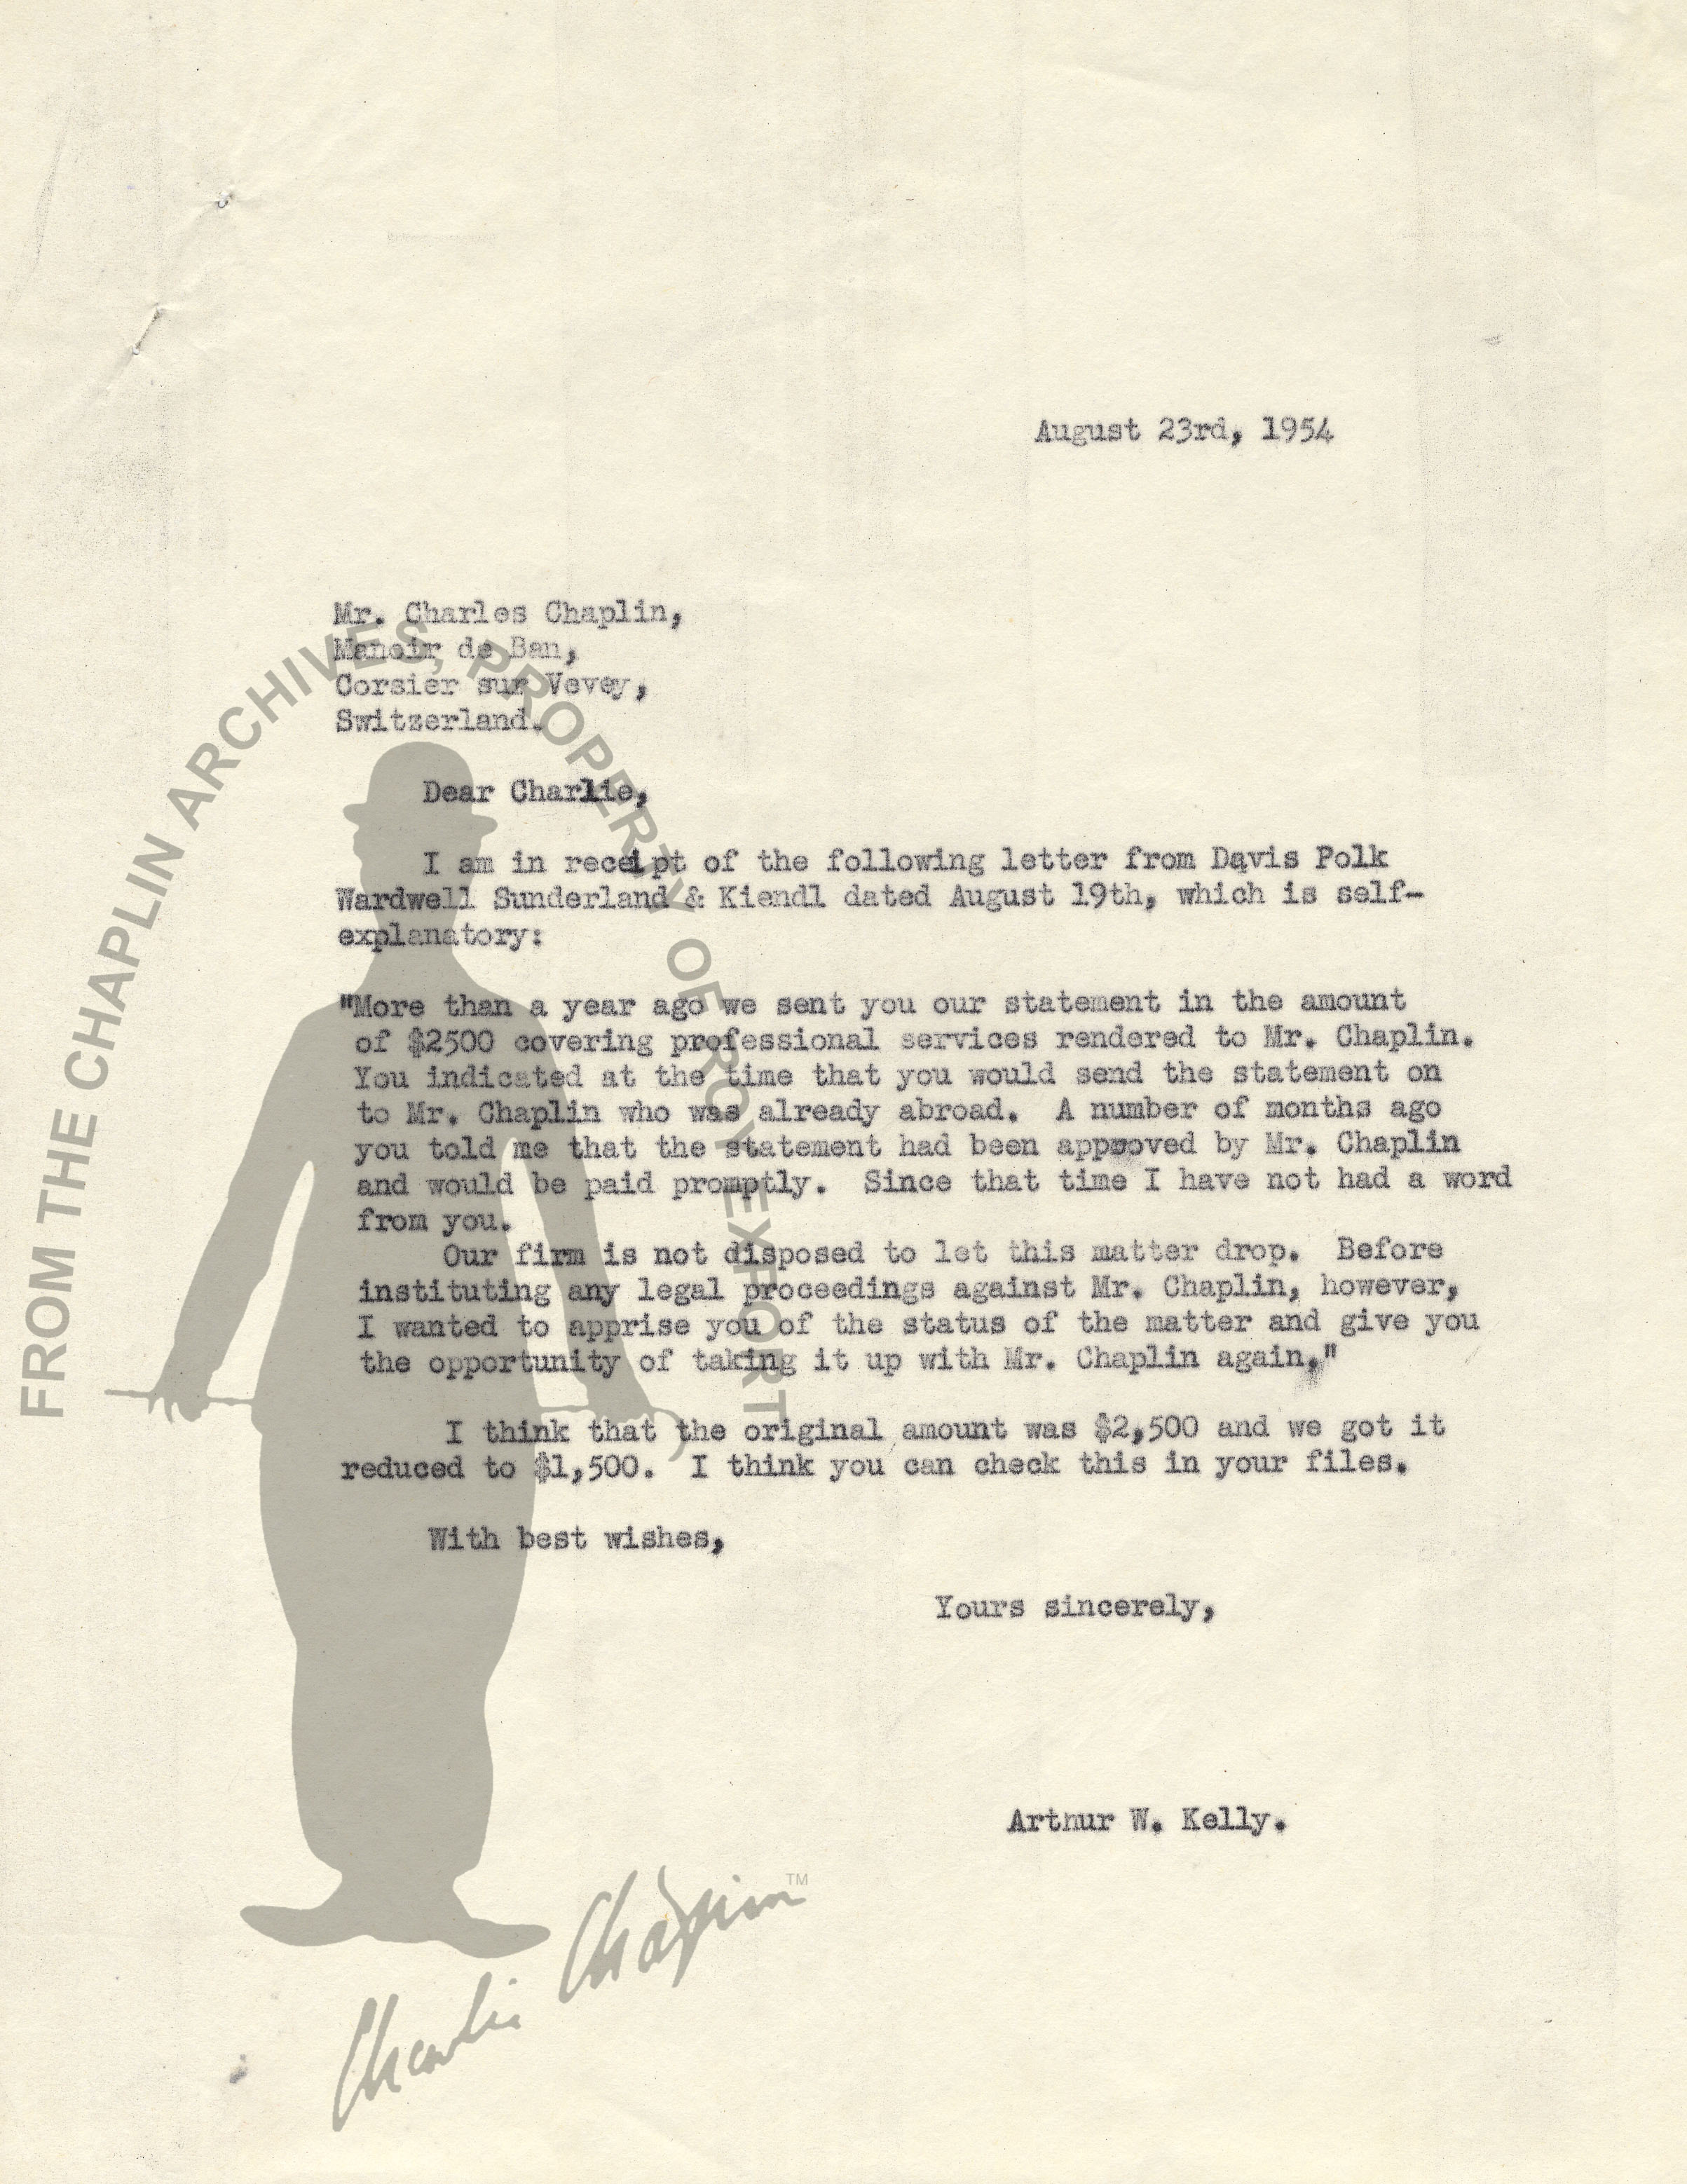 August 23rd, 1954
Mr. Charles Chaplin,
Manoir de Ban,
Corsier sur Vevey,
Switzerland.
Dear Charlie,
I am in receipt of the following letter from Davis Polk
Wardwell Sunderland & Kiendl dated August 19th, which is self-
explanatory:
"More than a year ago we sent you our statement in the amount
of $2500 covering professional services rendered to Mr. Chaplin.
You indicated at the time that you would send the statement on
to Mr. Chaplin who was already abroad. A number of months ago
you told me that the statement had been approved by Mr. Chaplin
and would be paid promptly. Since that time I have not had a word
from you.
Our firm is not disposed to let this matter drop. Before
instituting any legal proceedings against Mr. Chaplin, however,
I wanted to apprise you of the status of the matter and give you
the opportunity of taking it up with Mr. Chaplin again."
I think that the original amount was $2,500 and we got it
reduced to $1,500. I think you can check this in your files.
With best wishes,
Yours sincerely,
Arthur W. Kelly.
FROM THE CHAPLIN ARCHIVES, PROPERTY OF ROY EXPORT
Charlie Chaplin TM